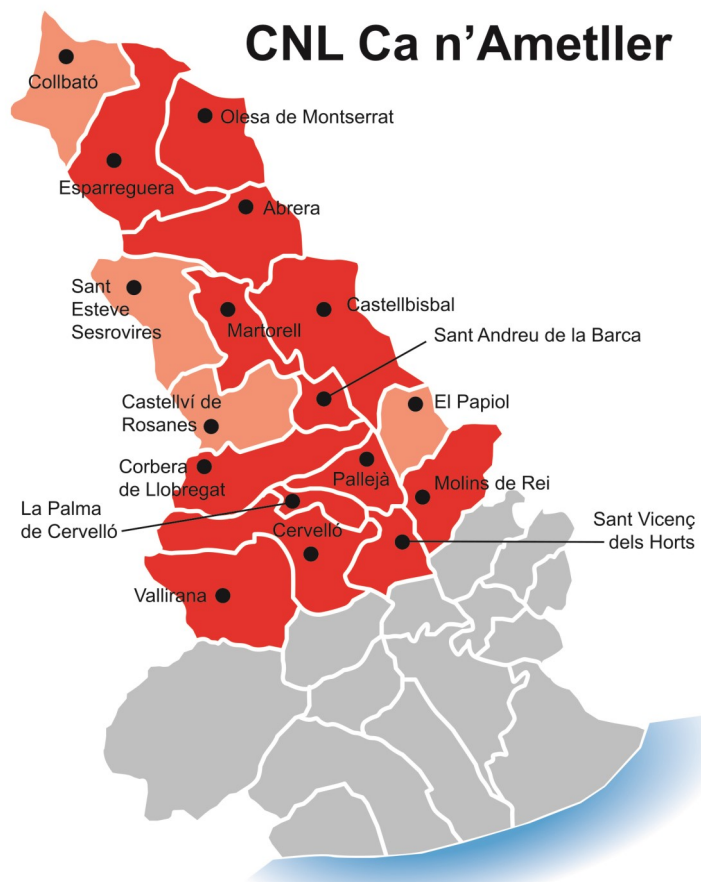 CNL Ca n'Ametller
Collbató
Olesa de Montserrat
Esparreguera
Abrera
Sant
Esteve
Sesrovires
Martorell
Castellbisbal
Sant Andreu de la Barca
Castellví de
Rosanes
El Papiol
Corbera
de Llobregat
Pallejà
Molins de Rei
La Palma
de Cervelló
Cervelló
Sant Vicenç
dels Horts
Vallirana